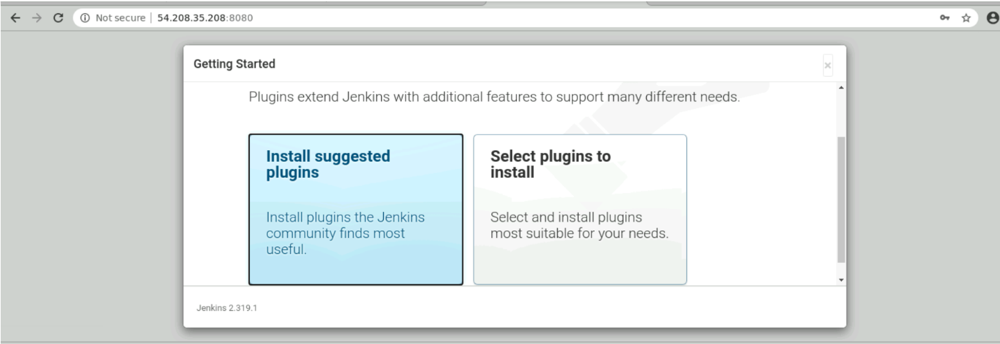 Not secure | 54.208.35.208:8080
Getting Started
×
Plugins extend Jenkins with additional features to support many different needs.
Install suggested
plugins
Install plugins the Jenkins
community finds most
useful.
Select plugins to
install
Select and install plugins
most suitable for your needs.
Jenkins 2.319.1